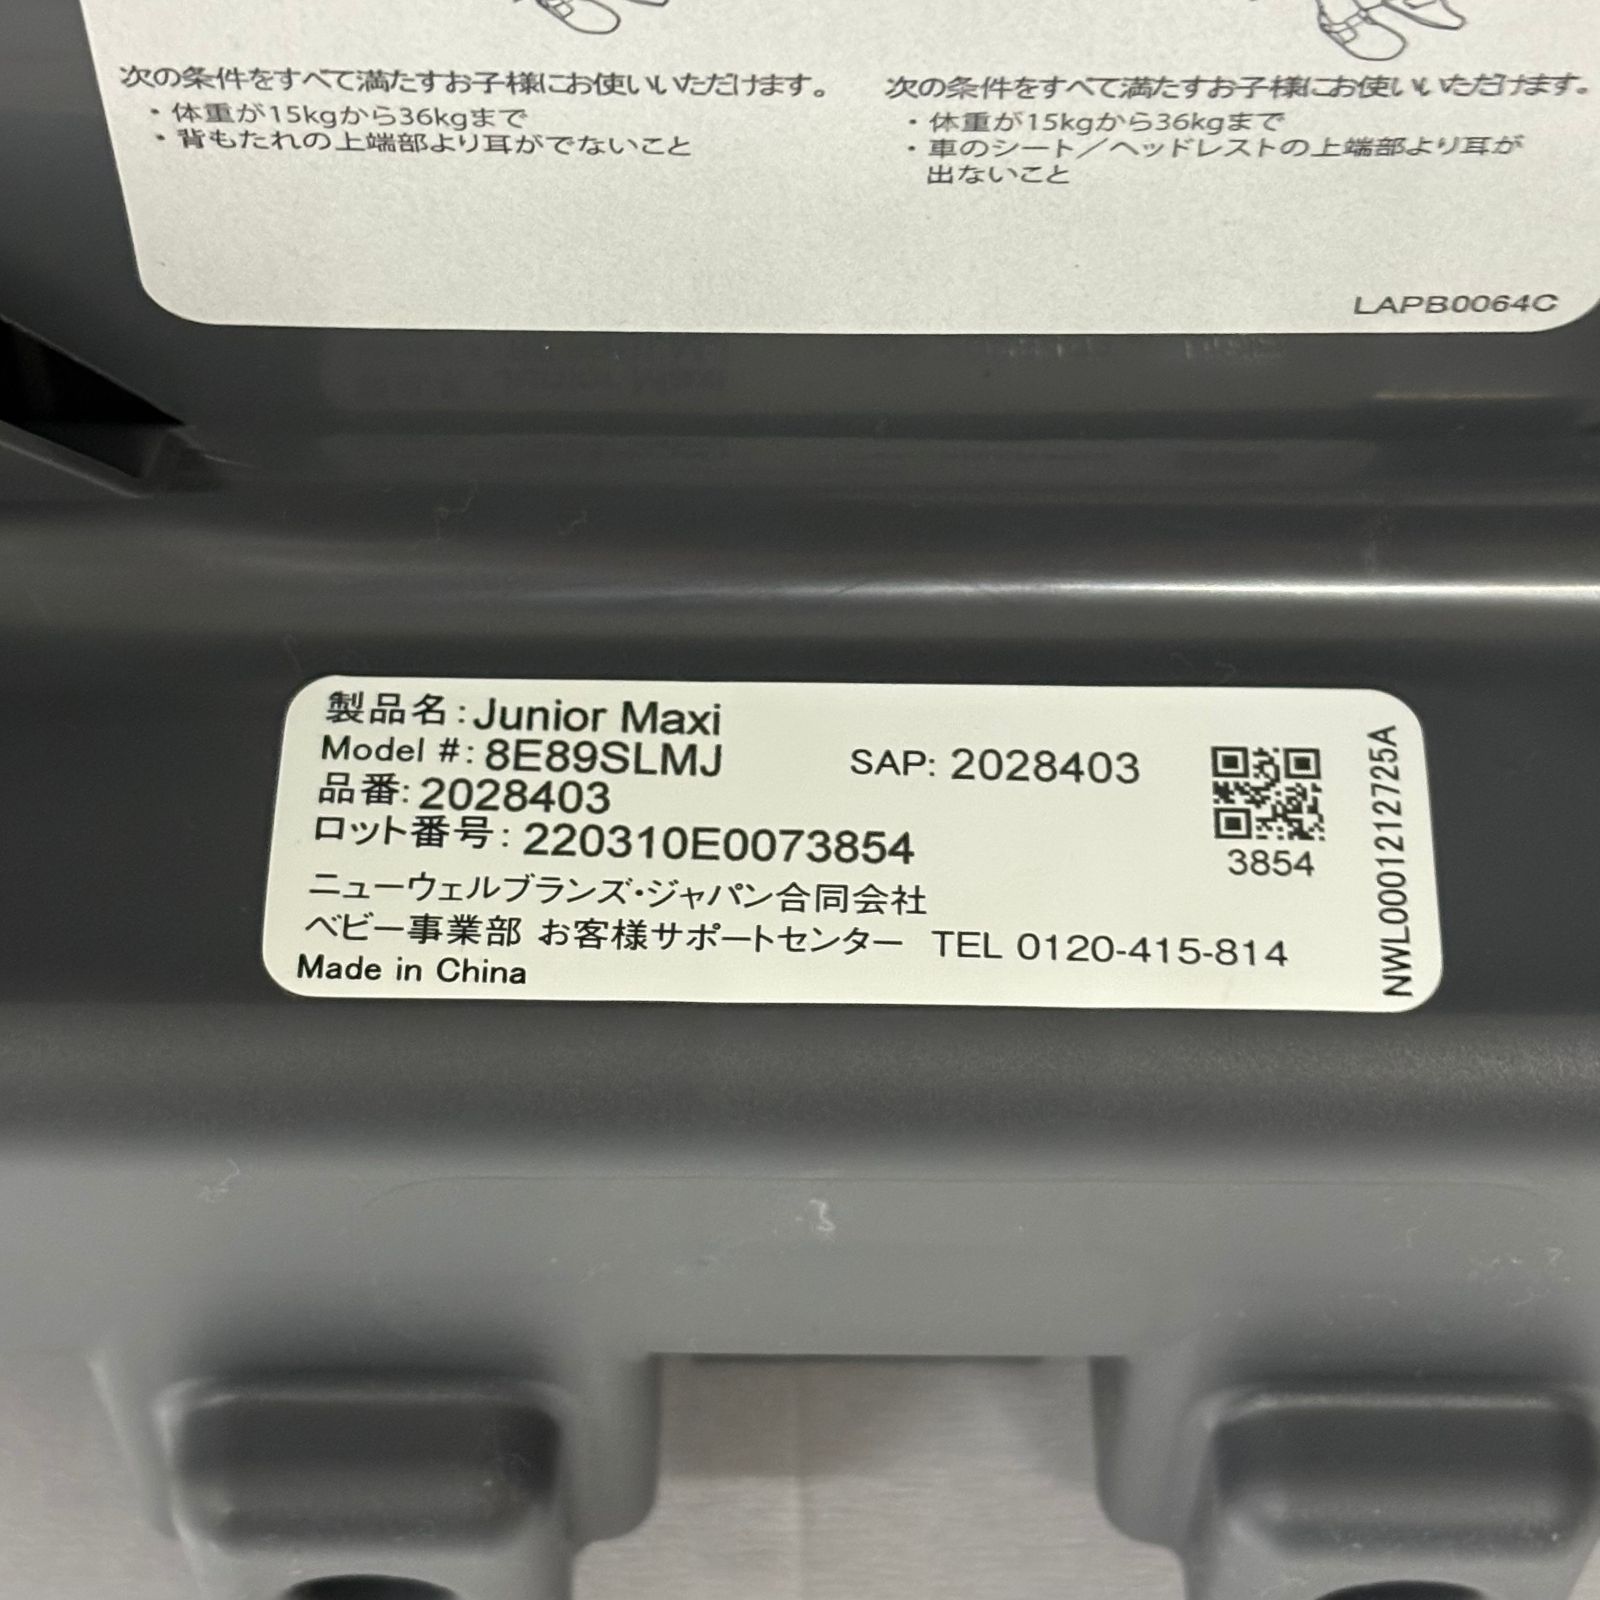 次の条件をすべて満たすお子様にお使いいただけます。
・体重が15kgから36kgまで
・背もたれの上端部より耳がでないこと
次の条件をすべて満たすお子様にお使いいただけます。
・体重が15kgから36kgまで
・車のシート／ヘッドレストの上端部より耳が
出ないこと
LAPB0064C
製品名:Junior Maxi
Model #: 8E89SLMJ
SAP: 2028403
品番: 2028403
ロット番号: 220310E0073854
3854
ニューウェルブランズ・ジャパン合同会社
ベビー事業部 お客様サポートセンター TEL 0120-415-814
Made in China
NWL0001212725A